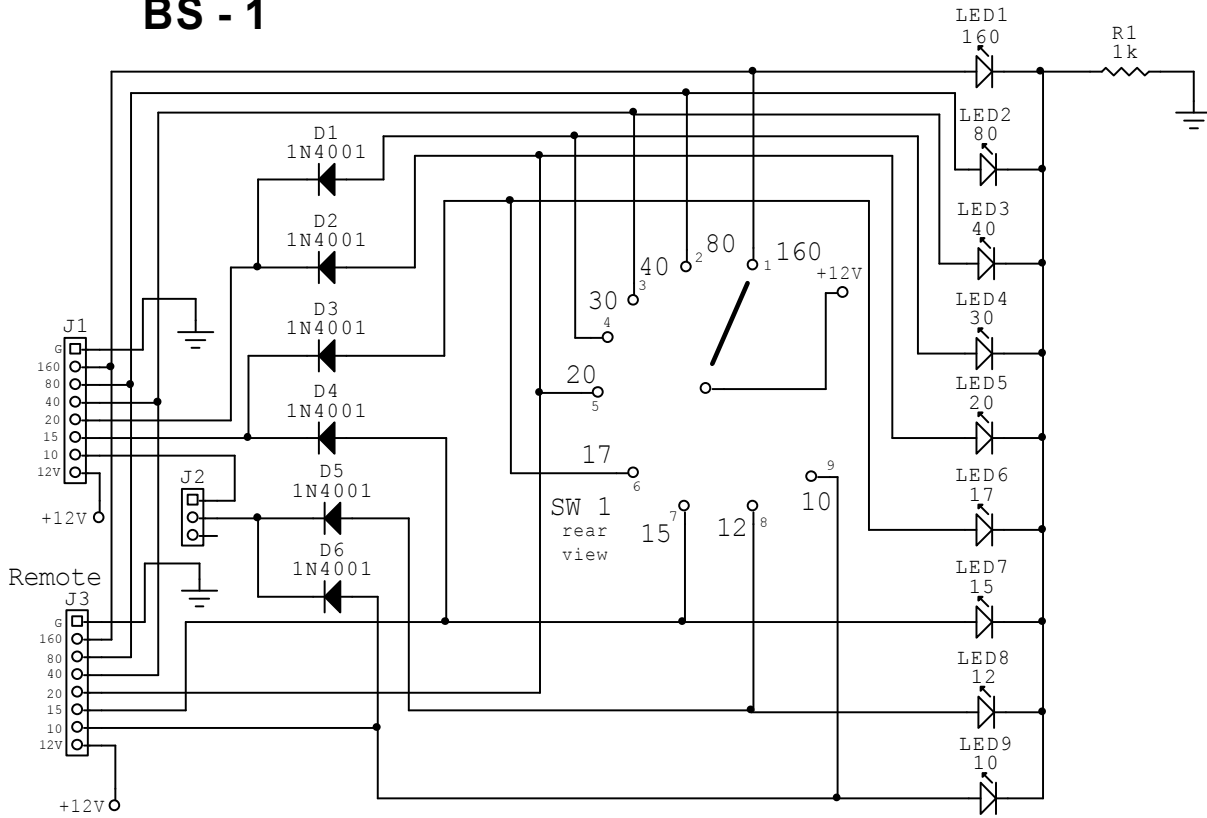 BS - 1
LED1
160
R1
1k
LED2
80
D1
1N4001
D2
1N4001
LED3
40
80
160
40
2
1
+12V
3
30
4
LED4
30
D3
1N4001
J1
G
160
80
40
20
15
10
12V
+12V
20
5
LED5
20
D4
1N4001
17
6
9
10
LED6
17
J2
D5
1N4001
SW 1
rear
view
15
7
12
8
D6
1N4001
LED7
15
Remote
J3
G
160
80
40
20
15
10
12V
+12V
LED8
12
LED9
10